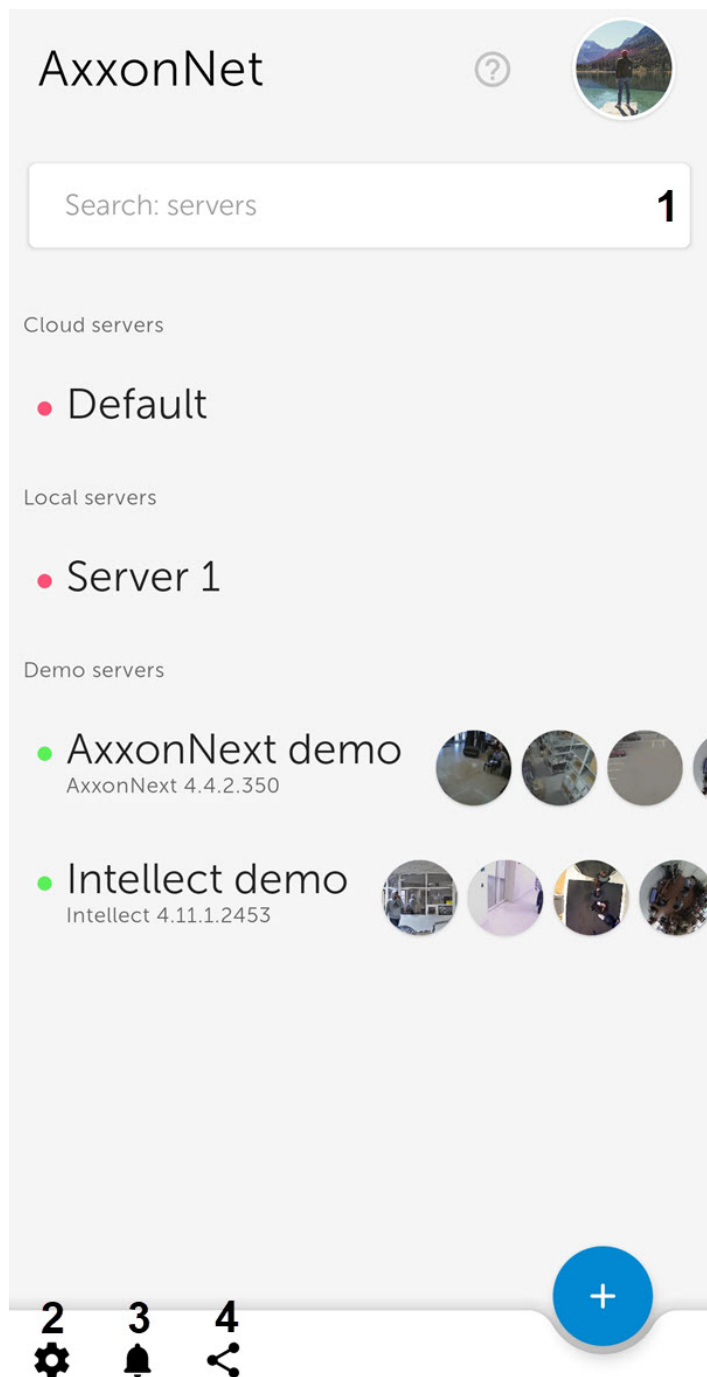 AxxonNet
Search: servers 1
Cloud servers
Default
Local servers
Server 1
Demo servers
AxxonNext demo
AxxonNext 4.4.2.350
Intellect demo
Intellect 4.11.1.2453
2 3 4